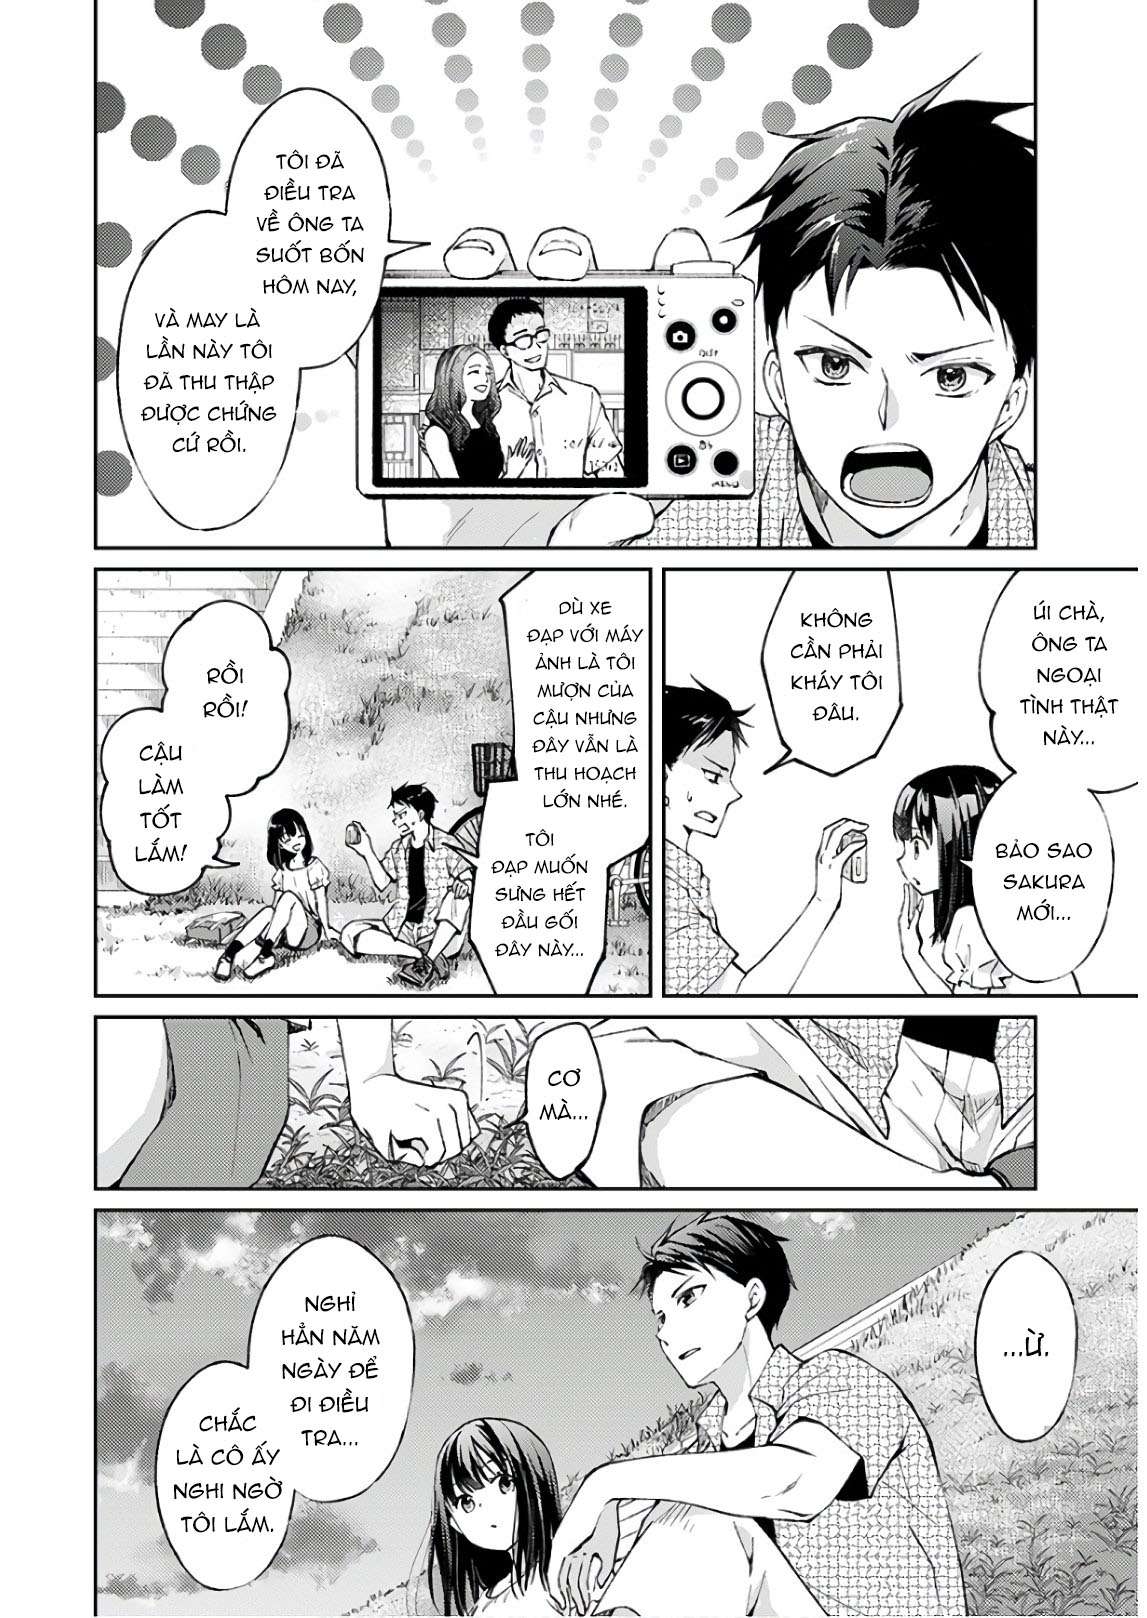 TÔI ĐÃ
ĐIỀU TRA
VỀ ÔNG TA
SUỐT BỐN
HÔM NAY,
VÀ MAY LÀ
LẦN NÀY TÔI
ĐÃ THU THẬP
ĐƯỢC CHỨNG
CỨ RỒI.
DISP
MENU
ÚI CHÀ,
ÔNG TA
NGOẠI
TÌNH THẬT
NÀY...
BẢO SAO
SAKURA
MỚI...
KHÔNG
CẦN PHẢI
KHÁY TÔI
ĐÂU.
DÙ XE
ĐẠP VỚI MÁY
ẢNH LÀ TÔI
MƯỢN CỦA
CẬU NHƯNG
ĐÂY VẪN LÀ
THU HOẠCH
LỚN NHÉ.
TÔI
ĐẠP MUỐN
SƯNG HẾT
ĐẦU GỐI
ĐÂY NÀY...
RỒI
RỒI!
CẬU
LÀM
TỐT
LẮM!
CƠ
MÀ...
...Ừ.
NGHỈ
HẲN NĂM
NGÀY ĐỂ
ĐI ĐIỀU
TRA...
CHẮC
LÀ CÔ ẤY
NGHI NGỜ
TÔI LẮM.